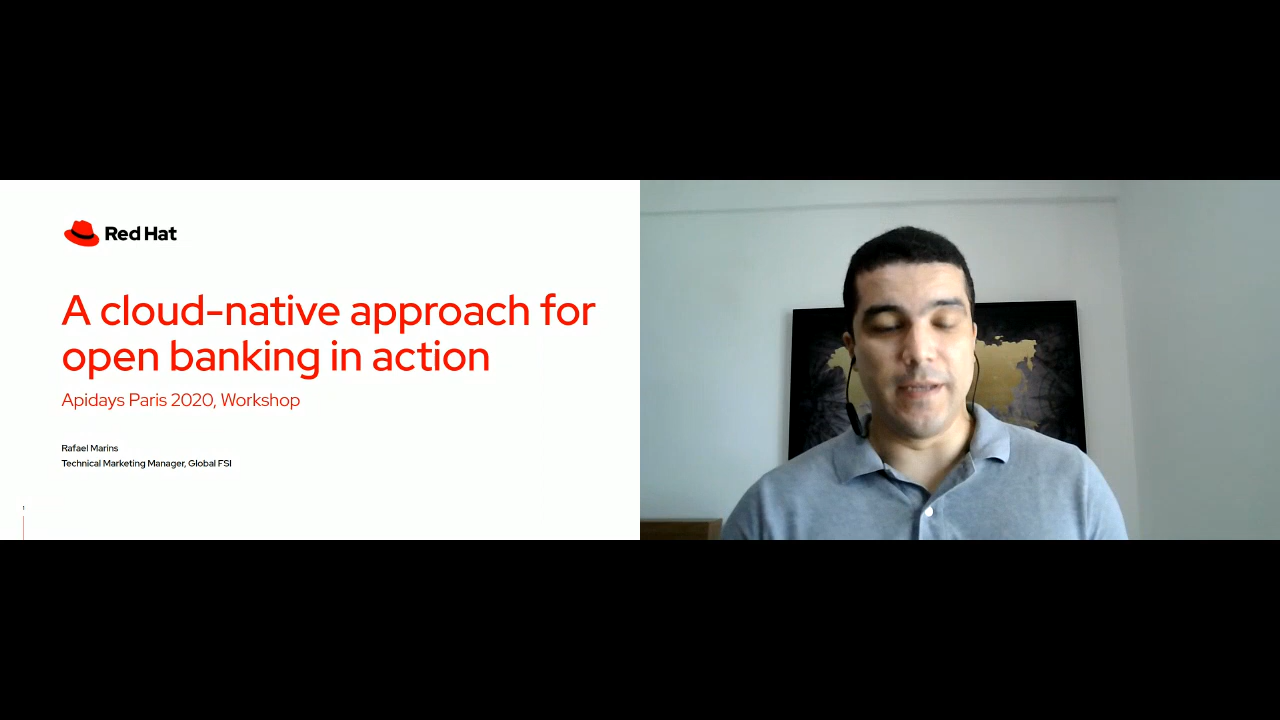 Red Hat
A cloud-native approach for
open banking in action
Apidays Paris 2020, Workshop
Rafael Marins
Technical Marketing Manager, Global FSI
1